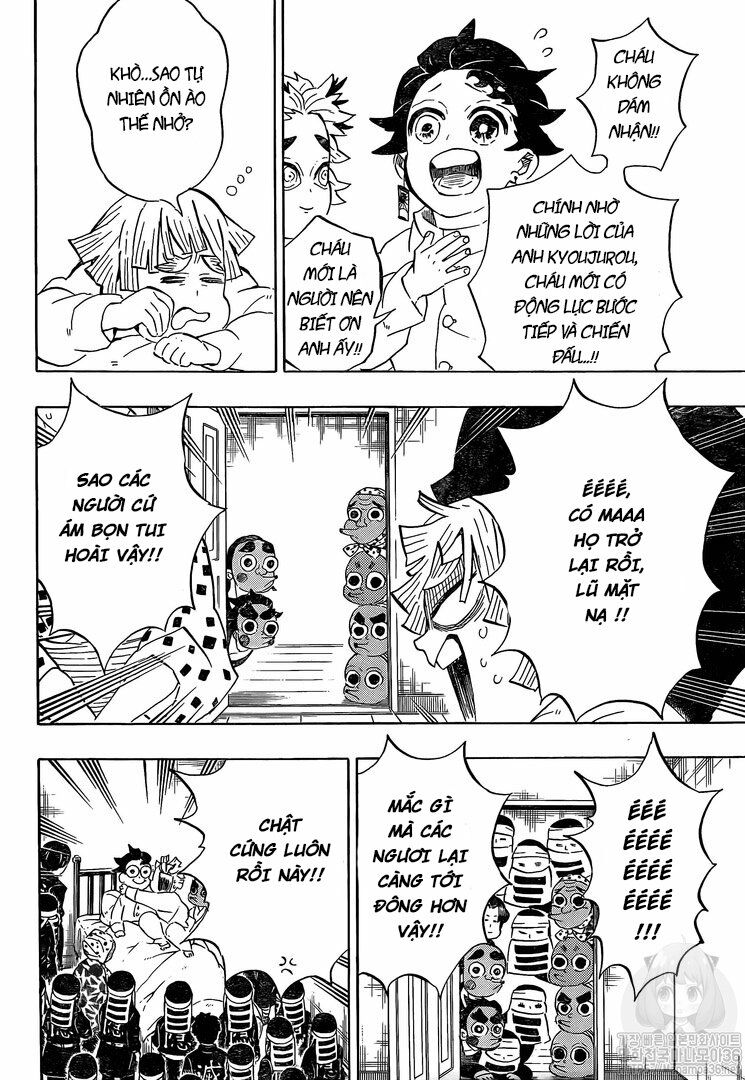 CHÁU
KHÔNG
DÁM
NHẬN!!
CHÍNH NHỜ
NHỮNG LỜI CỦA
ANH KYOUJUROU,
CHÁU MỚI CÓ
ĐỘNG LỰC BƯỚC
TIẾP VÀ CHIẾN
ĐẤU...!!
CHÁU
MỚI LÀ
NGƯỜI NÊN
BIẾT ƠN
ANH ẤY!!
KHÒ...SAO TỰ
NHIÊN ỒN ÀO
THẾ NHỞ?
ÉÉÉÉ,
CÓ MAAA
HỌ TRỞ
LẠI RỒI,
LŨ MẶT
NẠ !!
SAO CÁC
NGƯỜI CỨ
ÁM BỌN TUI
HOÀI VẬY!!
ÉÉÉ
ÉÉÉÉ
ÉÉÉÉ
ÉÉÉÉ
!!!
MẮC GÌ
MÀ CÁC
NGƯƠI LẠI
CÀNG TỚI
ĐÔNG HƠN
VẬY!!
CHẬT
CỨNG LUÔN
RỒI NÀY!!